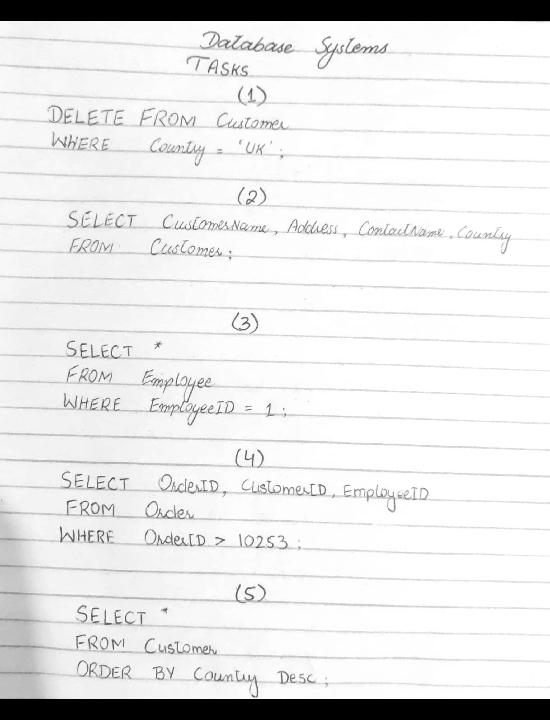 Database Systems
TASKS
(1)
DELETE FROM Customer
WHERE Country = 'UK';
(2)
SELECT CustomerName, Address, ContactName, Country
FROM Customer;
(3)
SELECT *
FROM Employee
WHERE EmployeeID = 1;
(4)
SELECT OrderID, CustomerID, EmployeeID
FROM Order
WHERE OrderID > 10253;
(5)
SELECT *
FROM Customer
ORDER BY Country Desc;